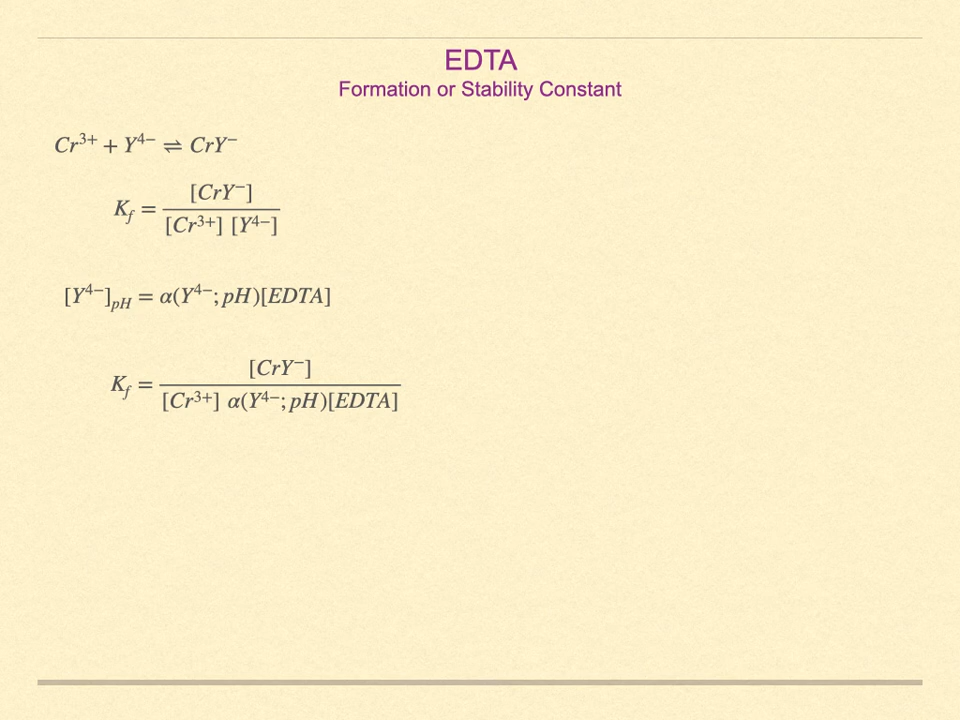 EDTA
Formation or Stability Constant
Cr³⁺ + Y⁴⁻ ⇌ CrY⁻
K_f = [CrY⁻] / [Cr³⁺] [Y⁴⁻]
[Y⁴⁻]_pH = α(Y⁴⁻; pH)[EDTA]
K_f = [CrY⁻] / [Cr³⁺] α(Y⁴⁻; pH)[EDTA]